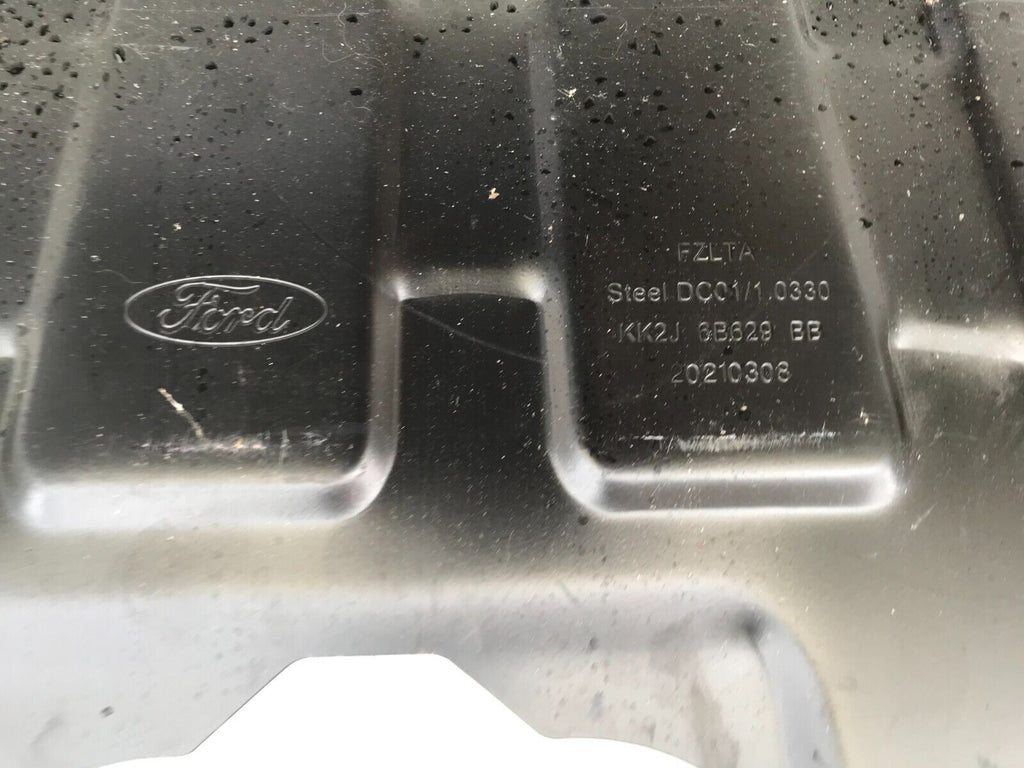 Ford
FZLTA
Steel DC01/1.0330
KK2J 6B629 BB
20210308